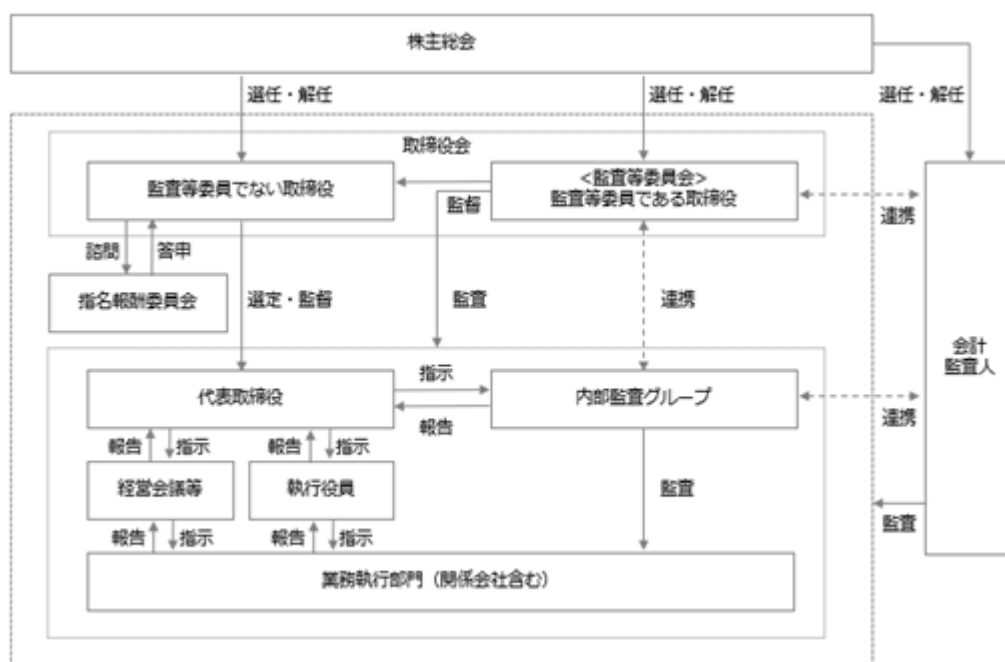 株主総会
選任・解任
選任・解任
選任・解任
取締役会
監査等委員でない取締役
<監査等委員会>
監査等委員である取締役
監督
連携
諮問
答申
指名報酬委員会
選定・監督
監査
連携
会計
監査人
代表取締役
指示
報告
内部監査グループ
連携
報告
指示
報告
指示
経営会議等
執行役員
監査
監査
報告
指示
報告
指示
業務執行部門（関係会社含む）